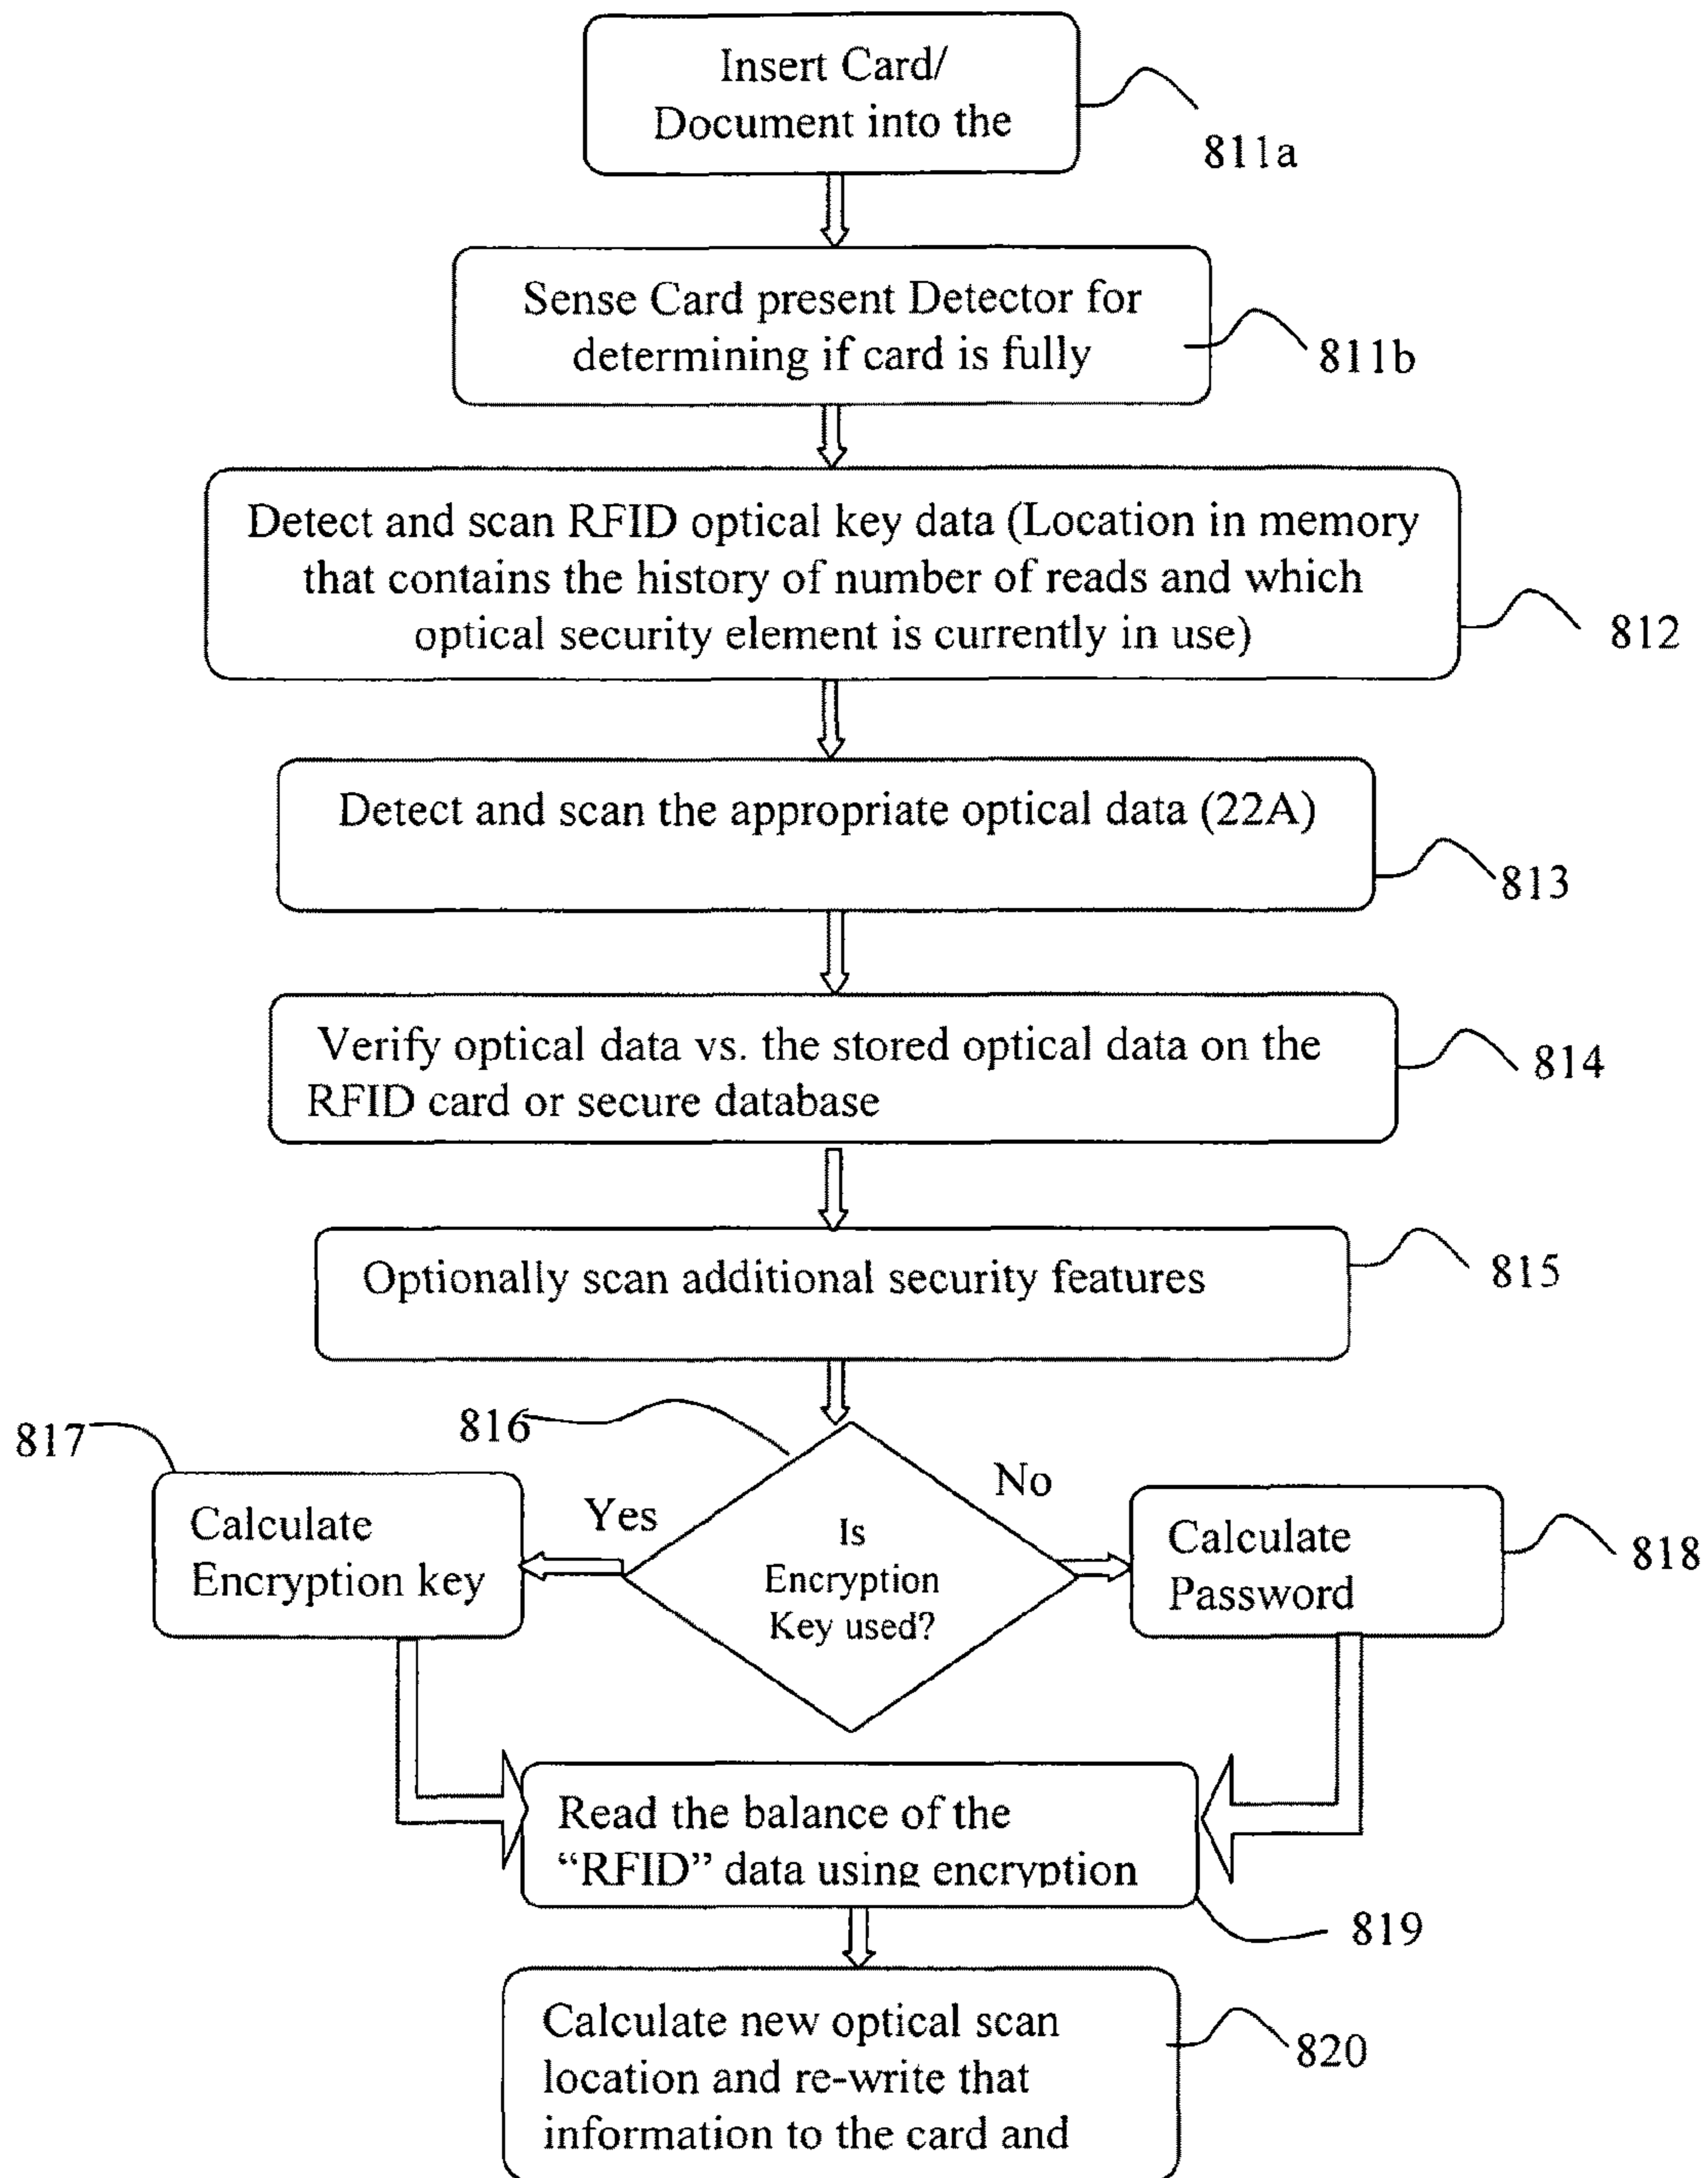 Insert Card/
Document into the
811a
Sense Card present Detector for
determining if card is fully
811b
Detect and scan RFID optical key data (Location in memory
that contains the history of number of reads and which
optical security element is currently in use)
812
Detect and scan the appropriate optical data (22A)
813
Verify optical data vs. the stored optical data on the
RFID card or secure database
814
Optionally scan additional security features
815
816
Is
Encryption
Key used?
Yes
No
817
Calculate
Encryption key
Calculate
Password
818
Read the balance of the
“RFID” data using encryption
819
Calculate new optical scan
location and re-write that
information to the card and
820